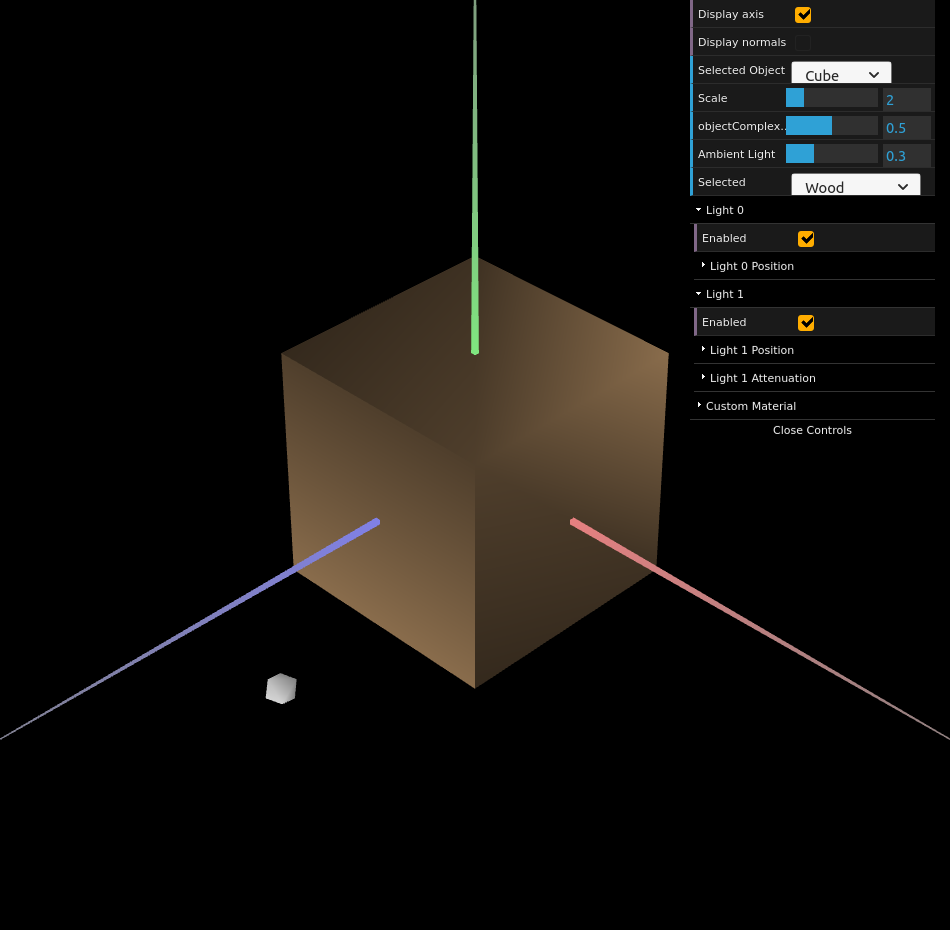 Display axis
Display normals
Selected Object Cube
Scale 2
objectComplex.. 0.5
Ambient Light 0.3
Selected Wood
Light 0
Enabled
Light 0 Position
Light 1
Enabled
Light 1 Position
Light 1 Attenuation
Custom Material
Close Controls